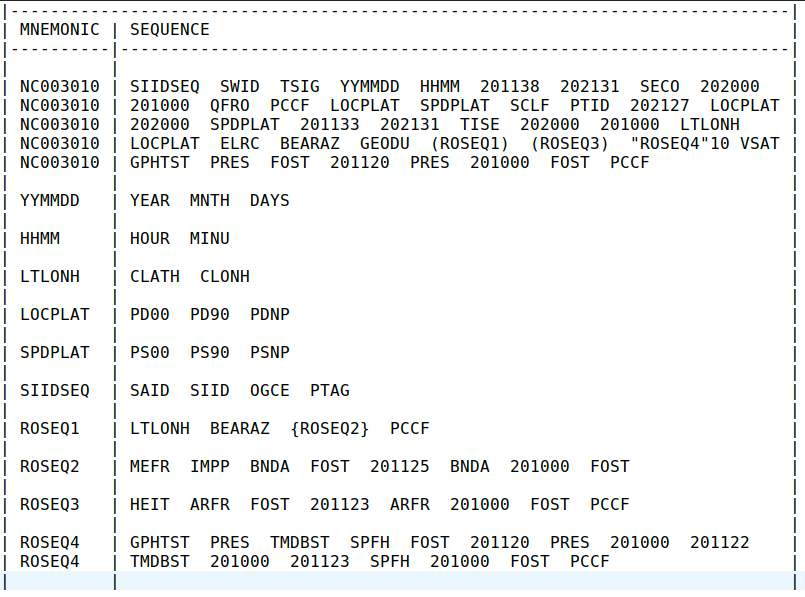 |------------------------------------------------------------------------------|
| MNEMONIC | SEQUENCE |
|----------|-------------------------------------------------------------------|
| | |
| NC003010 | SIIDSEQ  SWID  TSIG  YYMMDD  HHMM  201138  202131  SECO  202000 |
| NC003010 | 201000  QFRO  PCCF  LOCPLAT  SPDPLAT  SCLF  PTID  202127  LOCPLAT |
| NC003010 | 202000  SPDPLAT  201133  202131  TISE  202000  201000  LTLONH |
| NC003010 | LOCPLAT  ELRC  BEARAZ  GEODU  (ROSEQ1)  (ROSEQ3)  "ROSEQ4"10 VSAT |
| NC003010 | GPHTST  PRES  FOST  201120  PRES  201000  FOST  PCCF |
| | |
| YYMMDD | YEAR  MNTH  DAYS |
| | |
| HHMM | HOUR  MINU |
| | |
| LTLONH | CLATH  CLONH |
| | |
| LOCPLAT | PD00  PD90  PDNP |
| | |
| SPDPLAT | PS00  PS90  PSNP |
| | |
| SIIDSEQ | SAID  SIID  OGCE  PTAG |
| | |
| ROSEQ1 | LTLONH  BEARAZ  {ROSEQ2}  PCCF |
| | |
| ROSEQ2 | MEFR  IMPP  BNDA  FOST  201125  BNDA  201000  FOST |
| | |
| ROSEQ3 | HEIT  ARFR  FOST  201123  ARFR  201000  FOST  PCCF |
| | |
| ROSEQ4 | GPHTST  PRES  TMDBST  SPFH  FOST  201120  PRES  201000  201122 |
| ROSEQ4 | TMDBST  201000  201123  SPFH  201000  FOST  PCCF |
| | |